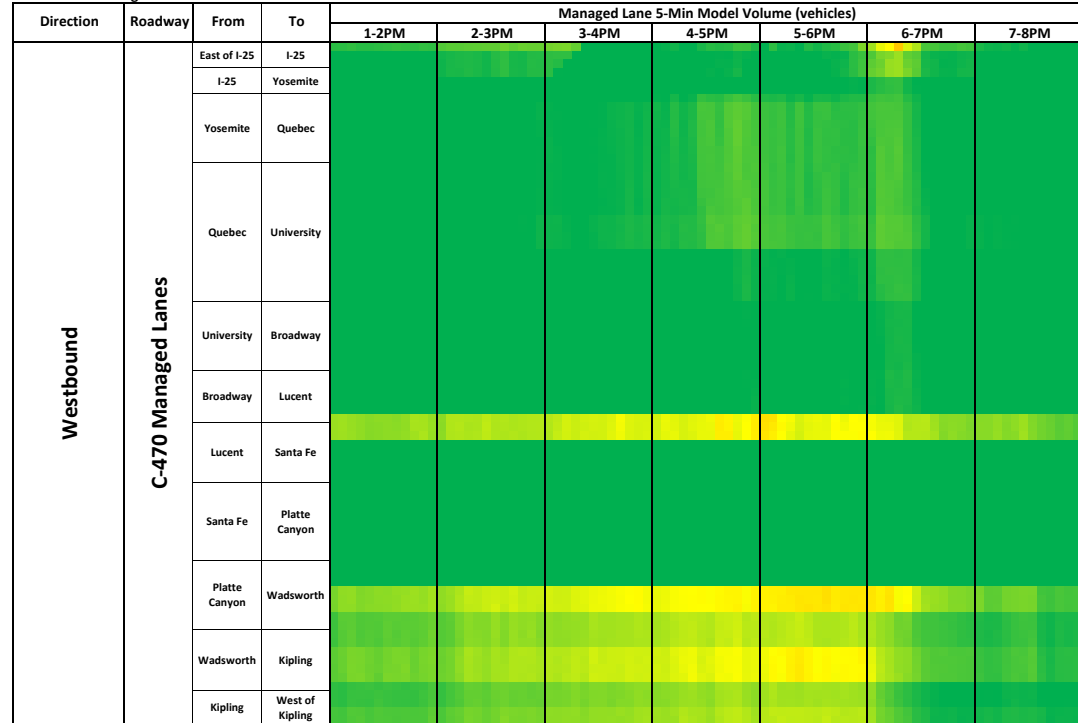 Direction Roadway From To Managed Lane 5-Min Model Volume (vehicles)
1-2PM 2-3PM 3-4PM 4-5PM 5-6PM 6-7PM 7-8PM
Westbound
C-470 Managed Lanes
East of I-25 I-25
I-25 Yosemite
Yosemite Quebec
Quebec University
University Broadway
Broadway Lucent
Lucent Santa Fe
Santa Fe Platte
Canyon
Platte
Canyon Wadsworth
Wadsworth Kipling
Kipling West of
Kipling